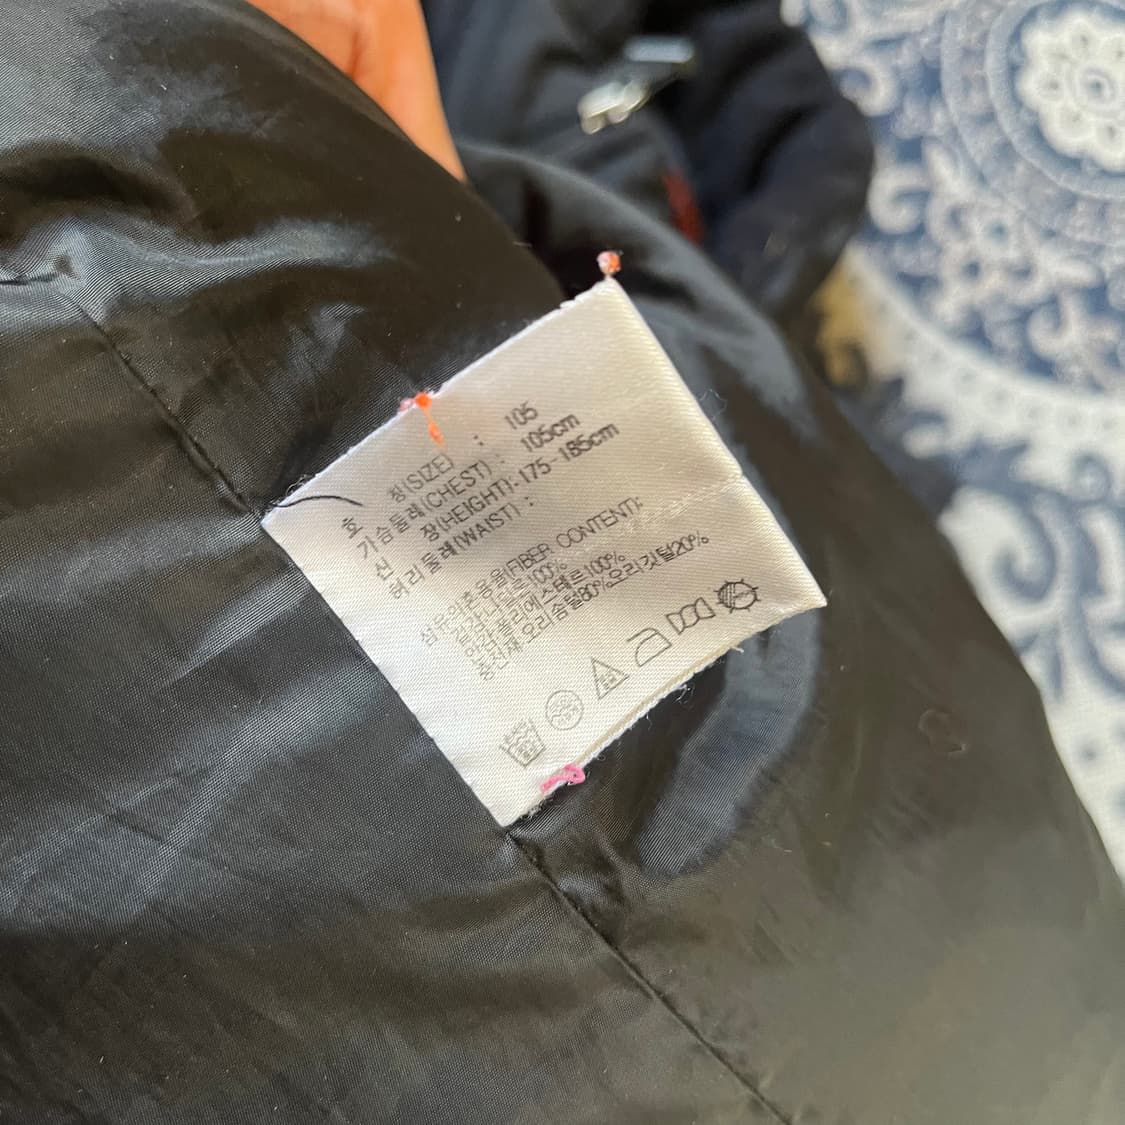 호 칭(SIZE) : 105
가슴둘레(CHEST) : 105cm
신 장(HEIGHT) : 175-185cm
허리둘레(WAIST) :
섬유의혼용율(FIBER CONTENT):
겉감:나일론100%
안감:폴리에스테르100%
충전재:오리솜털80%오리깃털20%